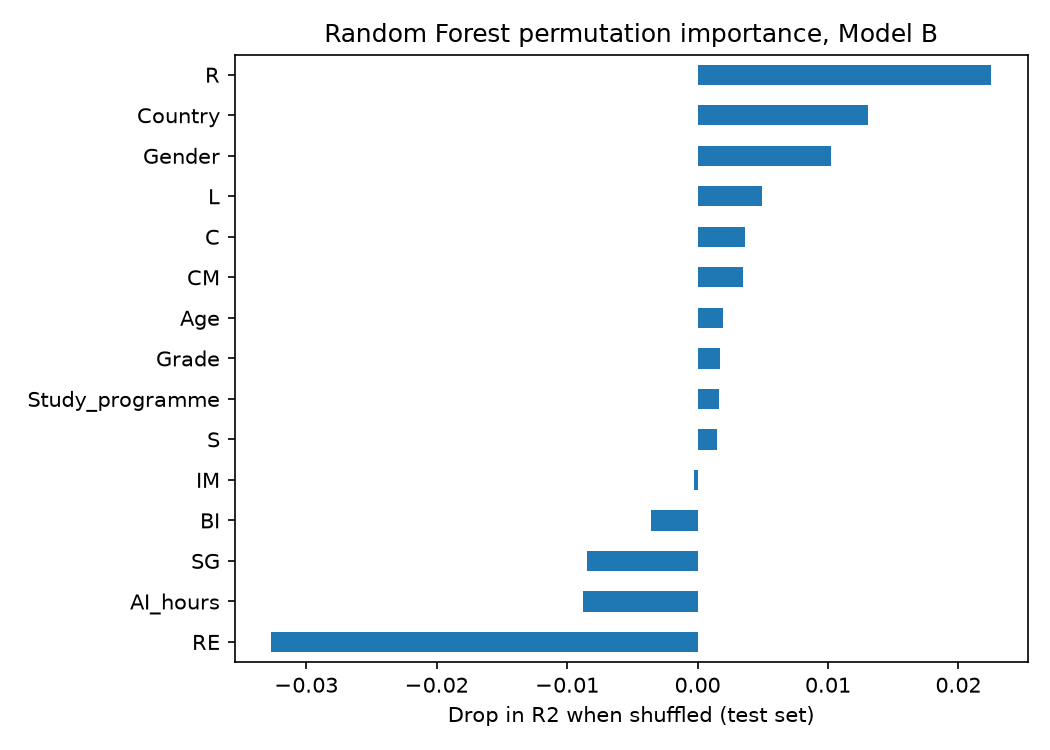 Random Forest permutation importance, Model B
R
Country
Gender
L
C
CM
Age
Grade
Study_programme
S
IM
BI
SG
AI_hours
RE
−0.03 −0.02 −0.01 0.00 0.01 0.02
Drop in R2 when shuffled (test set)